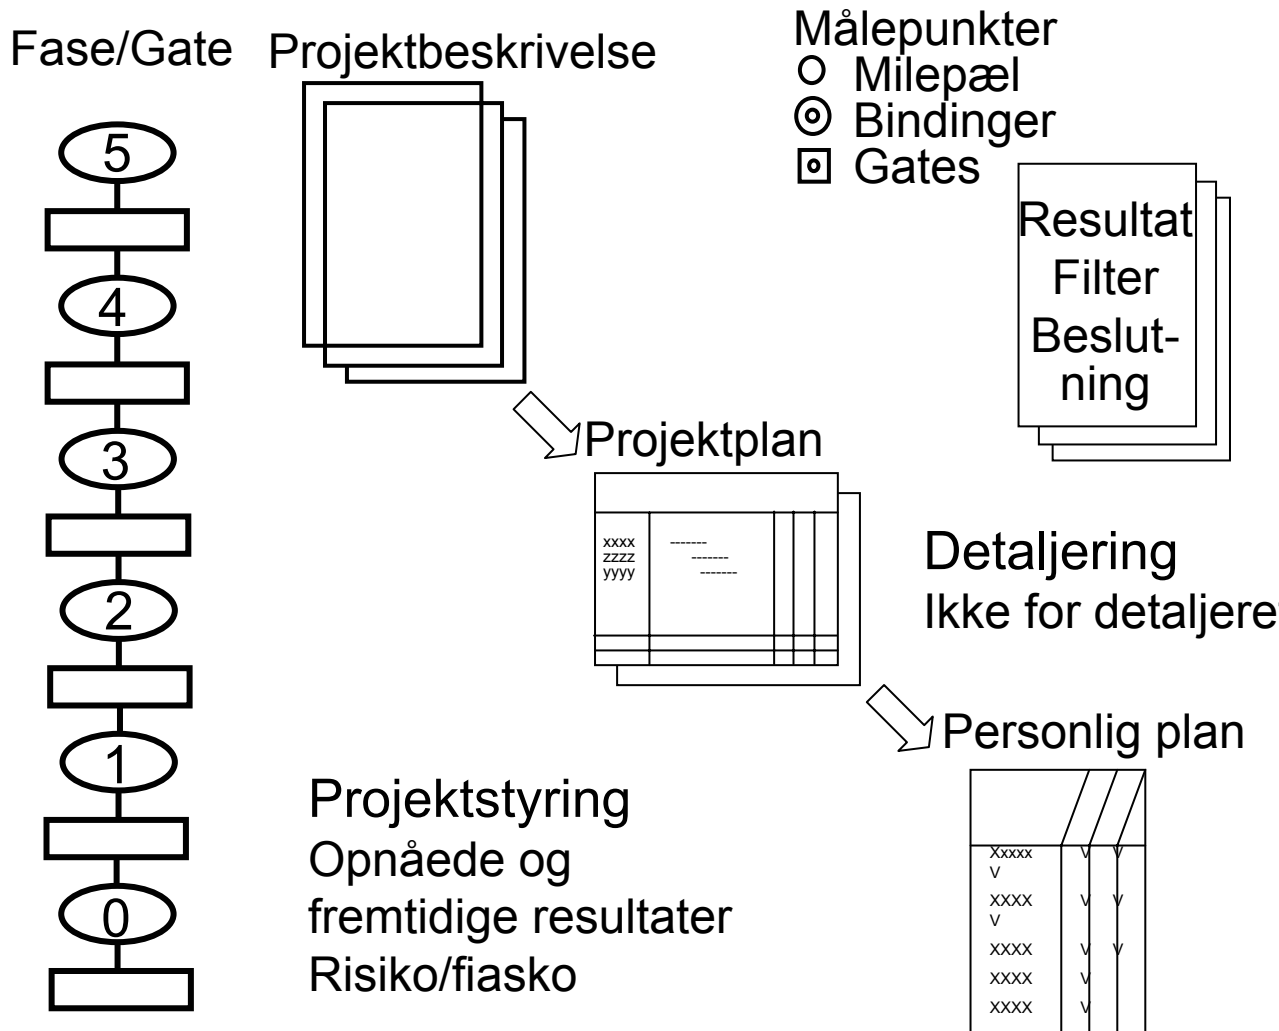 Fase/Gate
5
4
3
2
1
0
Projektbeskrivelse
Målepunkter
Milepæl
Bindinger
Gates
Resultat
Filter
Beslut-
ning
Projektplan
xxxx -------
zzzz -------
yyyy -------
Detaljering
Ikke for detaljeret
Personlig plan
Xxxxx V V
V
XXXX V V
V
XXXX V V
XXXX V
XXXX V
Projektstyring
Opnåede og
fremtidige resultater
Risiko/fiasko